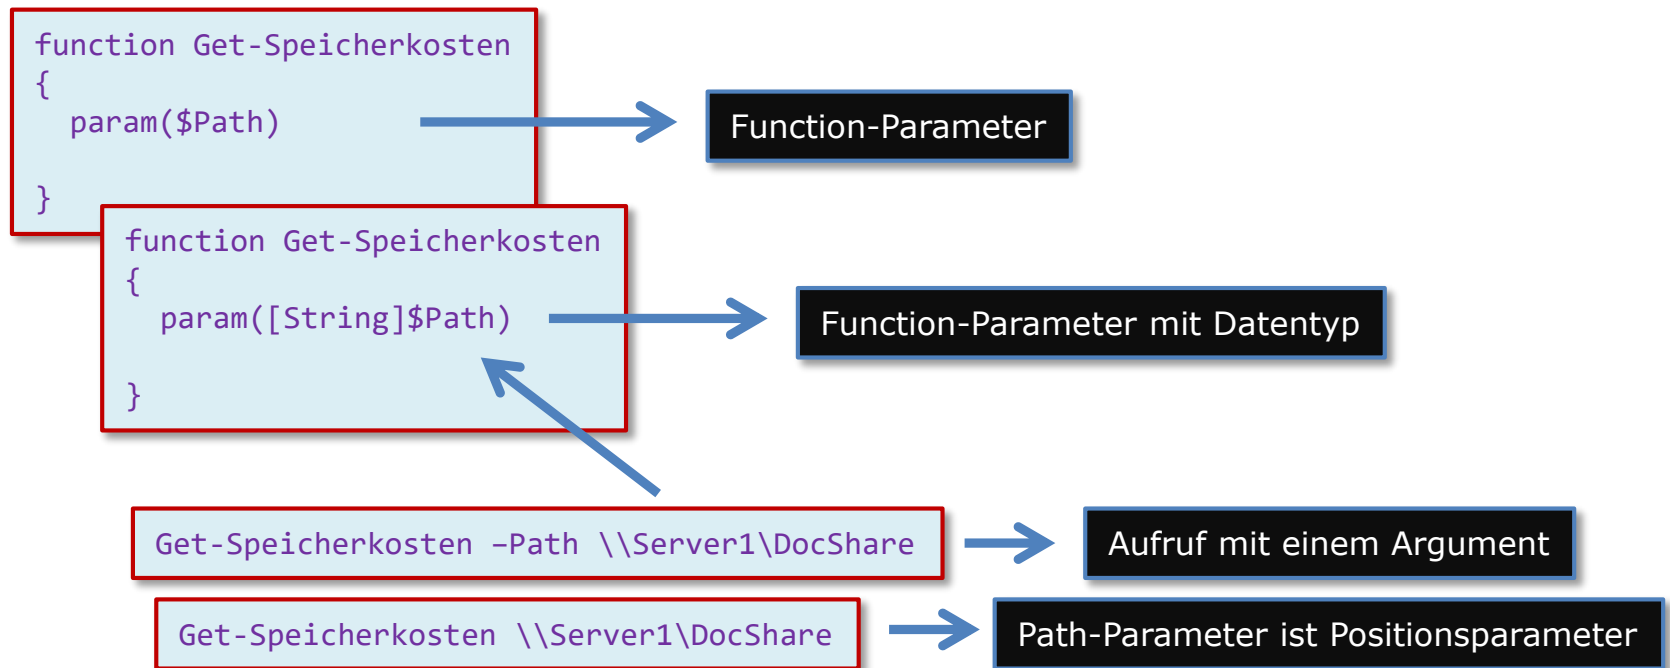 function Get-Speicherkosten
{
param($Path)
Function-Parameter
}
function Get-Speicherkosten
{
param([String]$Path)
Function-Parameter mit Datentyp
}
Get-Speicherkosten –Path \\Server1\DocShare
Aufruf mit einem Argument
Get-Speicherkosten \\Server1\DocShare
Path-Parameter ist Positionsparameter